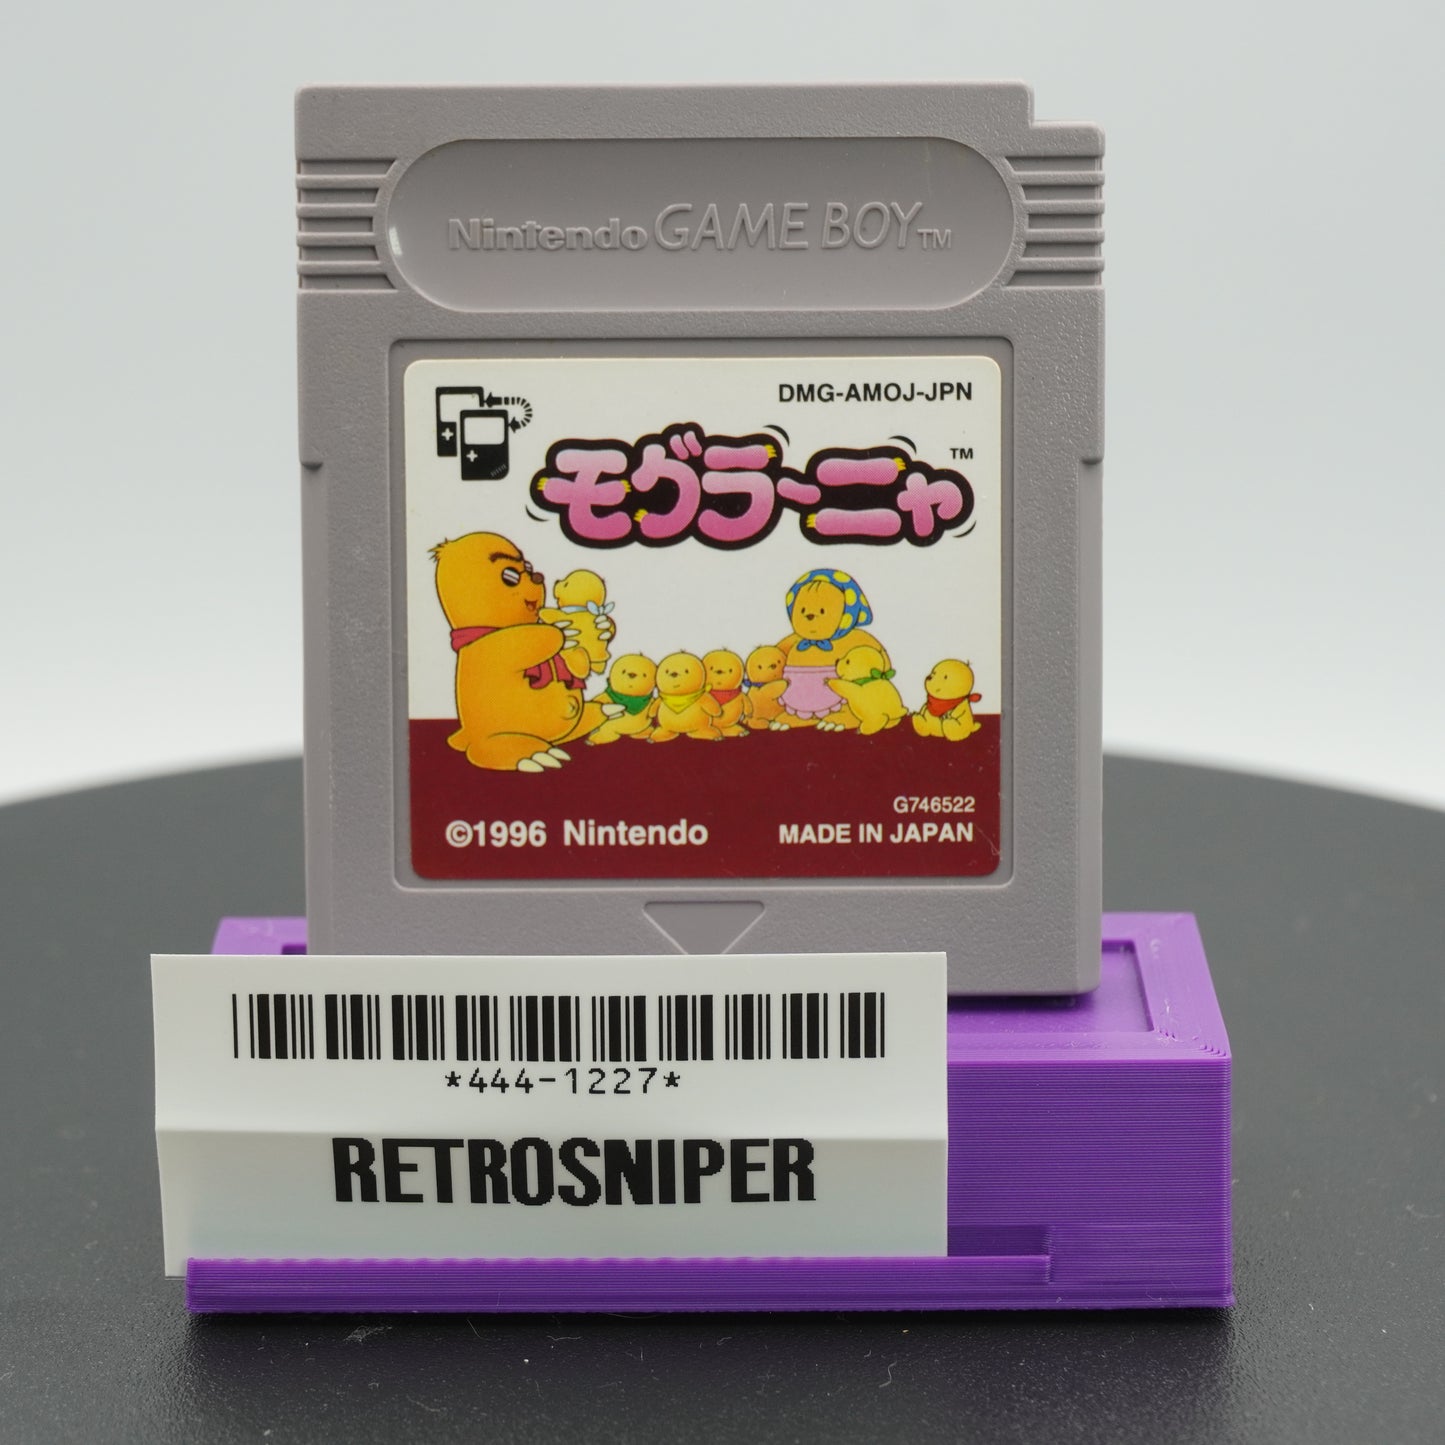 Nintendo GAME BOY TM
DMG-AMOJ-JPN
モグラ~ニャ TM
G746522
©1996 Nintendo MADE IN JAPAN
*444-1227*
RETROSNIPER